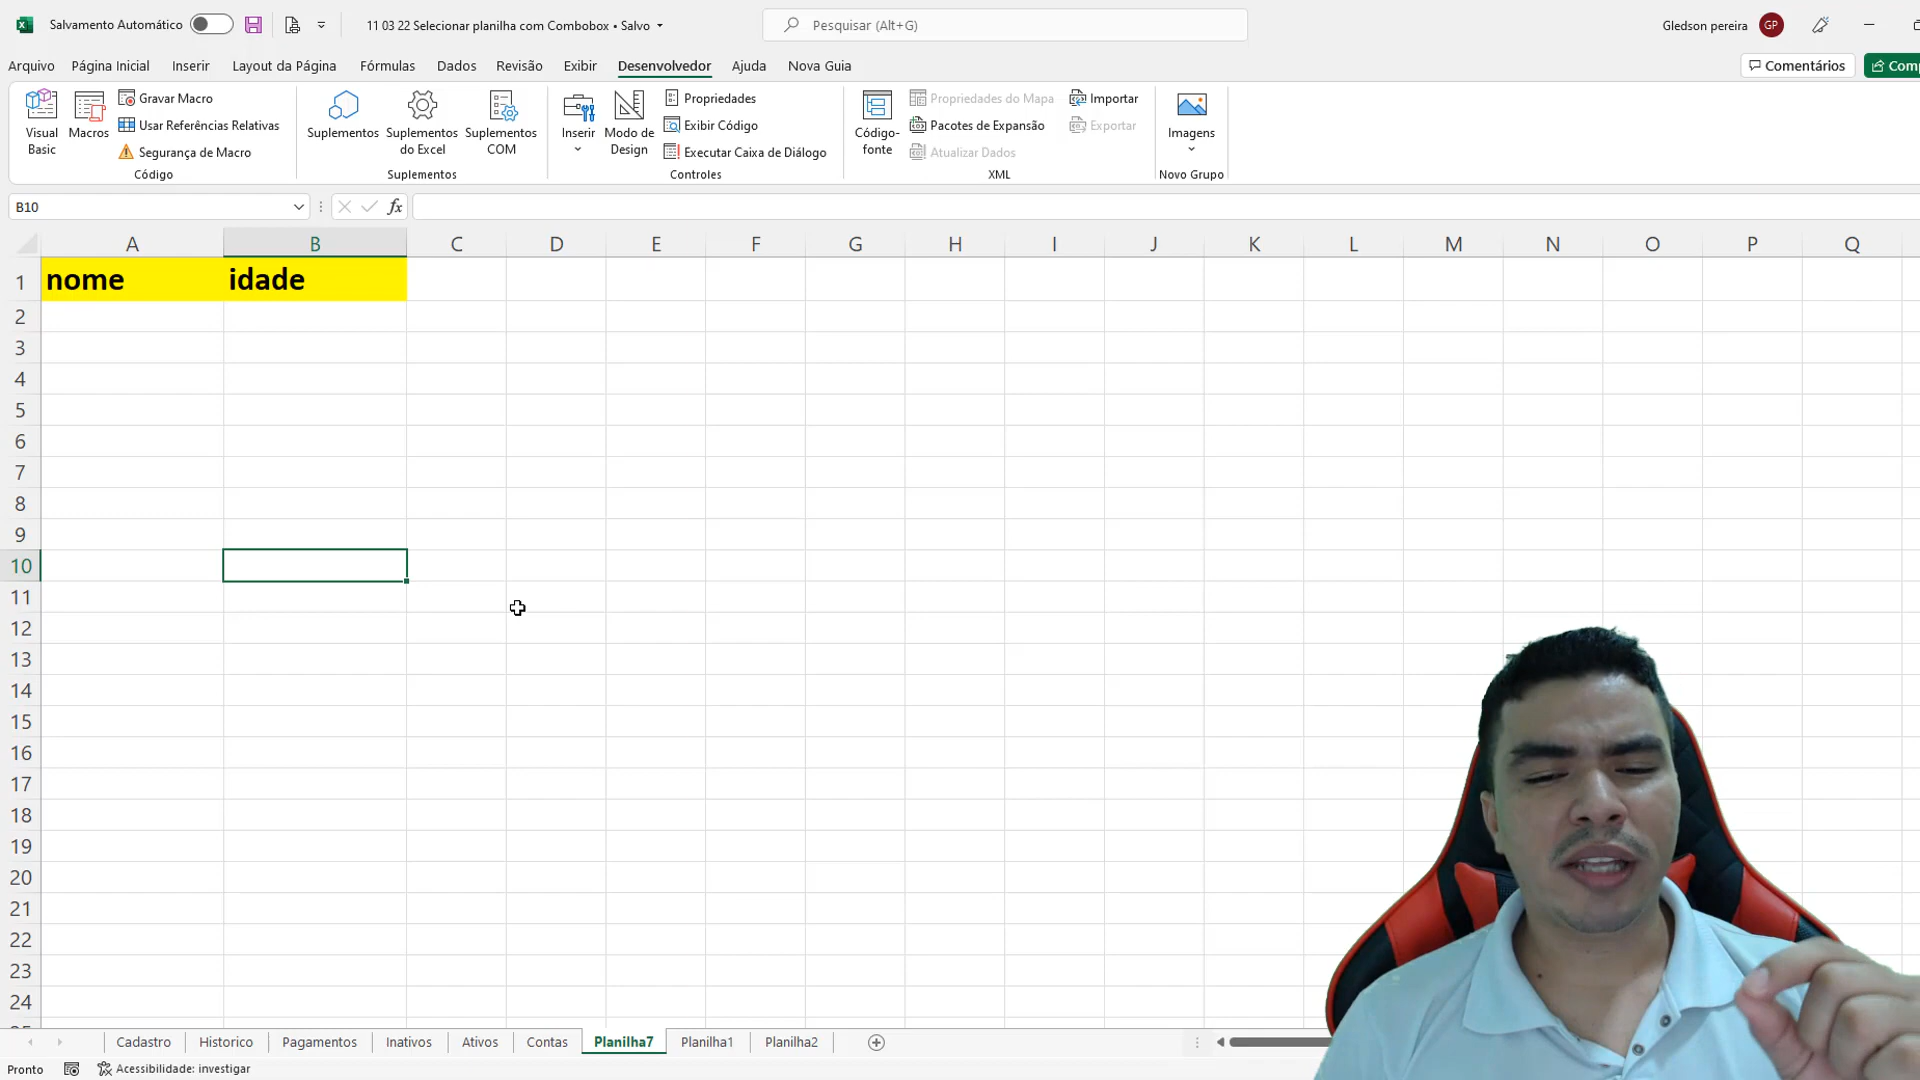 Salvamento Automático
11 03 22 Selecionar planilha com Combobox • Salvo
Pesquisar (Alt+G)
Gledson pereira GP
Arquivo Página Inicial Inserir Layout da Página Fórmulas Dados Revisão Exibir Desenvolvedor Ajuda Nova Guia
Comentários
Visual Basic
Macros
Gravar Macro
Usar Referências Relativas
Segurança de Macro
Código
Suplementos
Suplementos do Excel
Suplementos COM
Suplementos
Inserir
Modo de Design
Propriedades
Exibir Código
Executar Caixa de Diálogo
Controles
Código-fonte
Propriedades do Mapa
Pacotes de Expansão
Atualizar Dados
Importar
Exportar
XML
Imagens
Novo Grupo
B10
fx
A B C D E F G H I J K L M N O P Q
1 nome idade
2
3
4
5
6
7
8
9
10
11
12
13
14
15
16
17
18
19
20
21
22
23
24
Cadastro Historico Pagamentos Inativos Ativos Contas Planilha7 Planilha1 Planilha2
Pronto
Acessibilidade: investigar